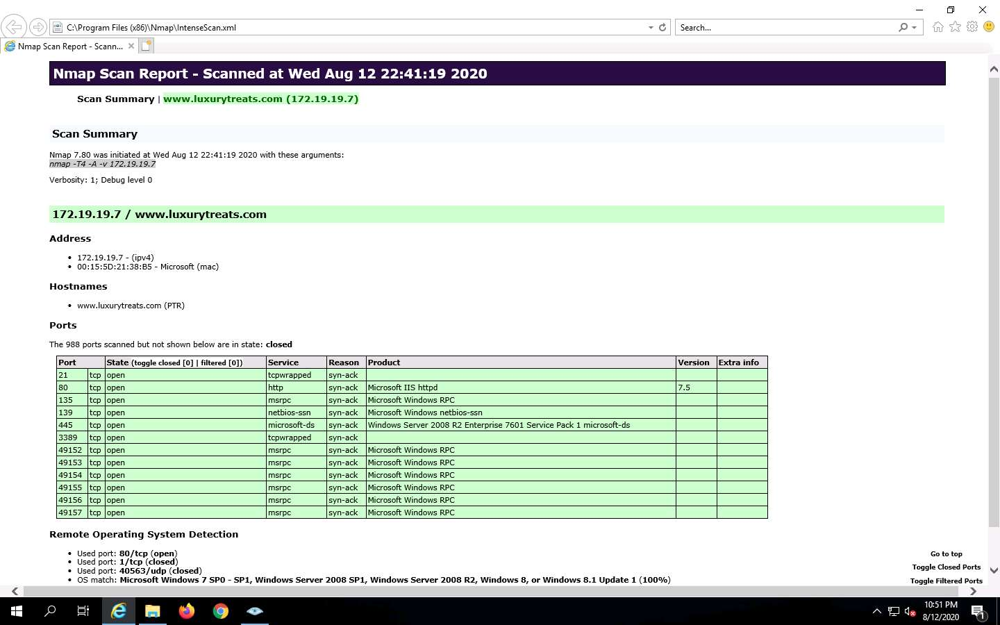 C:\Program Files (x86)\Nmap\IntenseScan.xml
Search...
Nmap Scan Report - Scann...
Nmap Scan Report - Scanned at Wed Aug 12 22:41:19 2020
Scan Summary | www.luxurytreats.com (172.19.19.7)
Scan Summary
Nmap 7.80 was initiated at Wed Aug 12 22:41:19 2020 with these arguments:
nmap -T4 -A -v 172.19.19.7
Verbosity: 1; Debug level 0
172.19.19.7 / www.luxurytreats.com
Address
• 172.19.19.7 - (ipv4)
• 00:15:5D:21:38:B5 - Microsoft (mac)
Hostnames
• www.luxurytreats.com (PTR)
Ports
The 988 ports scanned but not shown below are in state: closed
Port State (toggle closed [0] | filtered [0]) Service Reason Product Version Extra info
21 tcp open tcpwrapped syn-ack
80 tcp open http syn-ack Microsoft IIS httpd 7.5
135 tcp open msrpc syn-ack Microsoft Windows RPC
139 tcp open netbios-ssn syn-ack Microsoft Windows netbios-ssn
445 tcp open microsoft-ds syn-ack Windows Server 2008 R2 Enterprise 7601 Service Pack 1 microsoft-ds
3389 tcp open tcpwrapped syn-ack
49152 tcp open msrpc syn-ack Microsoft Windows RPC
49153 tcp open msrpc syn-ack Microsoft Windows RPC
49154 tcp open msrpc syn-ack Microsoft Windows RPC
49155 tcp open msrpc syn-ack Microsoft Windows RPC
49156 tcp open msrpc syn-ack Microsoft Windows RPC
49157 tcp open msrpc syn-ack Microsoft Windows RPC
Remote Operating System Detection
• Used port: 80/tcp (open)
• Used port: 1/tcp (closed)
• Used port: 40563/udp (closed)
• OS match: Microsoft Windows 7 SP0 - SP1, Windows Server 2008 SP1, Windows Server 2008 R2, Windows 8, or Windows 8.1 Update 1 (100%)
Go to top
Toggle Closed Ports
Toggle Filtered Ports
10:51 PM
8/12/2020
1